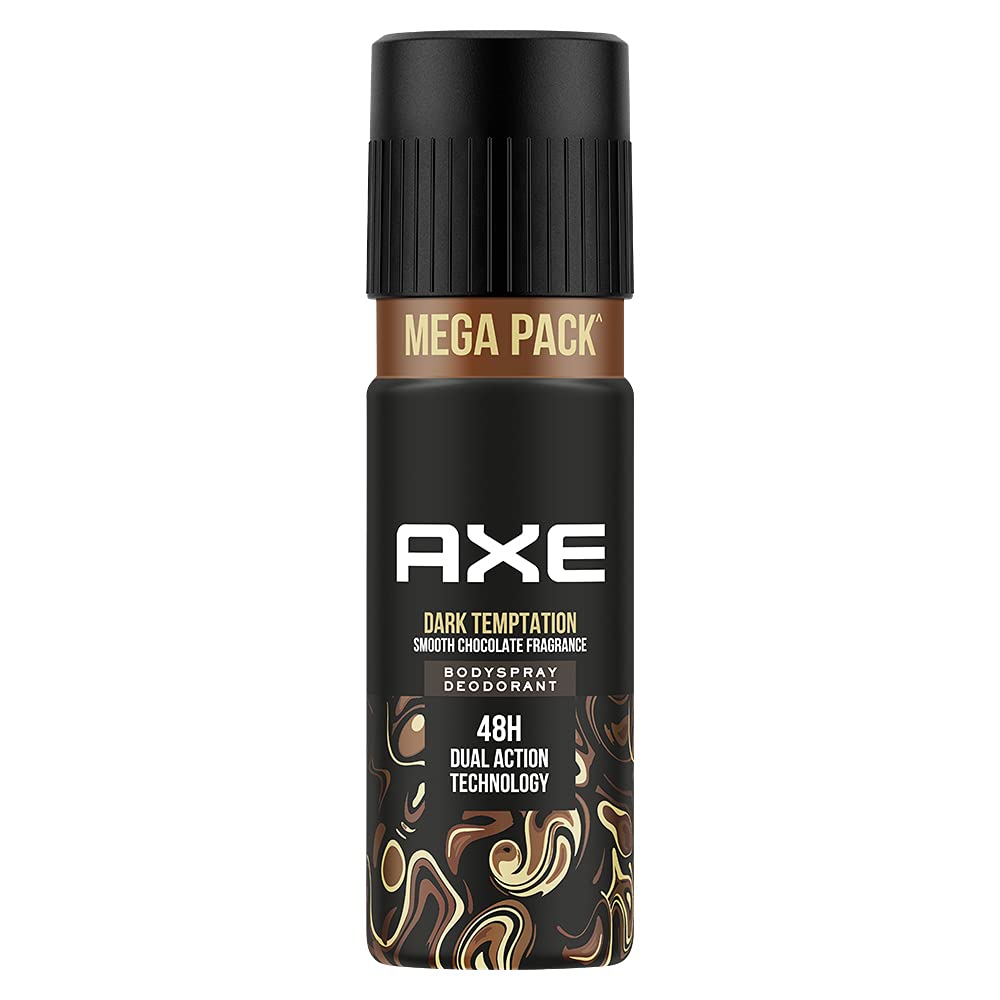 MEGA PACK^
AXE
DARK TEMPTATION
SMOOTH CHOCOLATE FRAGRANCE
BODYSPRAY
DEODORANT
48H
DUAL ACTION
TECHNOLOGY